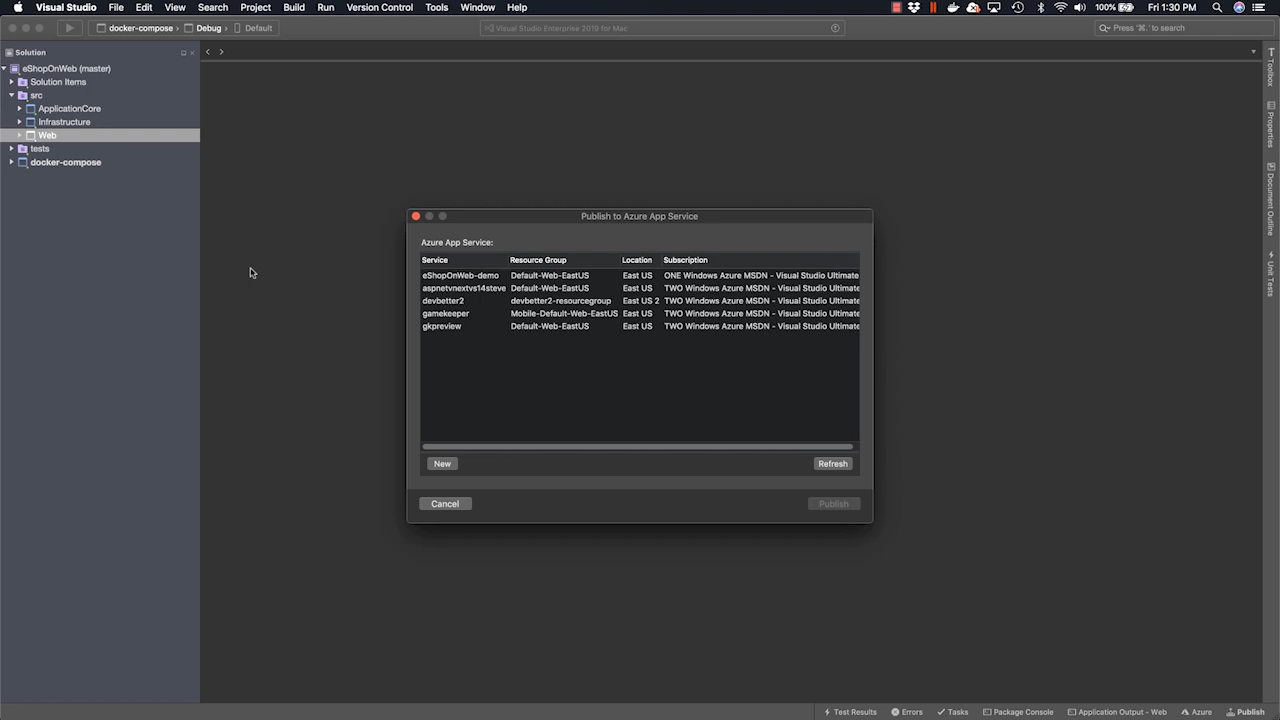 Visual Studio File Edit View Search Project Build Run Version Control Tools Window Help 100% Fri 1:30 PM
docker-compose › Debug › Default Visual Studio Enterprise 2019 for Mac Press '⌘.' to search
Solution
eShopOnWeb (master)
Solution Items
src
ApplicationCore
Infrastructure
Web
tests
docker-compose
Publish to Azure App Service
Azure App Service:
Service Resource Group Location Subscription
eShopOnWeb-demo Default-Web-EastUS East US ONE Windows Azure MSDN - Visual Studio Ultimate
aspnetvnextvs14steve Default-Web-EastUS East US TWO Windows Azure MSDN - Visual Studio Ultimate
devbetter2 devbetter2-resourcegroup East US 2 TWO Windows Azure MSDN - Visual Studio Ultimate
gamekeeper Mobile-Default-Web-EastUS East US TWO Windows Azure MSDN - Visual Studio Ultimate
gkpreview Default-Web-EastUS East US TWO Windows Azure MSDN - Visual Studio Ultimate
New Refresh
Cancel Publish
Toolbox
Properties
Document Outline
Unit Tests
Test Results Errors Tasks Package Console Application Output - Web Azure Publish